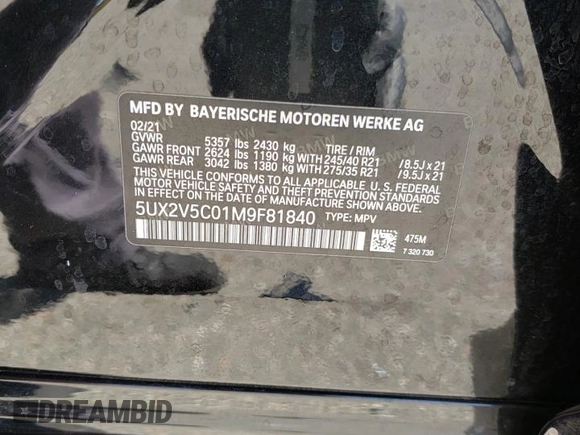 MFD BY BAYERISCHE MOTOREN WERKE AG
02/21
GVWR 5357 lbs 2430 kg TIRE / RIM
GAWR FRONT 2624 lbs 1190 kg WITH 245/40 R21 /8.5J x 21
GAWR REAR 3042 lbs 1380 kg WITH 275/35 R21 /9.5J x 21
THIS VEHICLE CONFORMS TO ALL APPLICABLE U. S. FEDERAL
MOTOR VEHICLE SAFETY, BUMPER, AND THEFT PREVENTION STANDARDS
IN EFFECT ON THE DATE OF MANUFACTURE SHOWN ABOVE.
5UX2V5C01M9F81840 TYPE: MPV
475M
7 320 730
DREAMBID